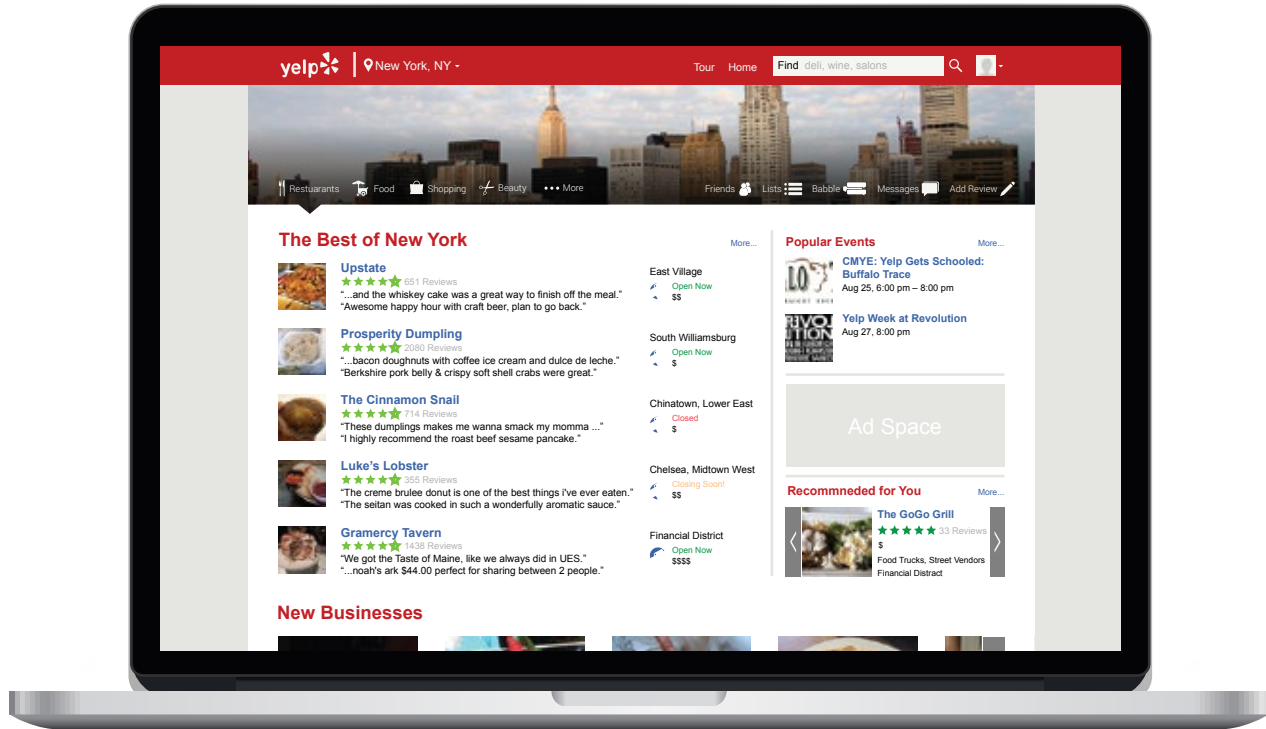 yelp
New York, NY
Tour Home
Find deli, wine, salons
Restuarants Food Shopping Beauty More
Friends Lists Babble Messages Add Review
The Best of New York
More...
Upstate
651 Reviews
“...and the whiskey cake was a great way to finish off the meal.”
“Awesome happy hour with craft beer, plan to go back.”
East Village
Open Now
$$
Prosperity Dumpling
2080 Reviews
“...bacon doughnuts with coffee ice cream and dulce de leche.”
“Berkshire pork belly & crispy soft shell crabs were great.”
South Williamsburg
Open Now
$
The Cinnamon Snail
714 Reviews
“These dumplings makes me wanna smack my momma ...”
“I highly recommend the roast beef sesame pancake.”
Chinatown, Lower East
Closed
$
Luke’s Lobster
355 Reviews
“The creme brulee donut is one of the best things i've ever eaten.”
“The seitan was cooked in such a wonderfully aromatic sauce.”
Chelsea, Midtown West
Closing Soon!
$$
Gramercy Tavern
1438 Reviews
“We got the Taste of Maine, like we always did in UES.”
“...noah's ark $44.00 perfect for sharing between 2 people.”
Financial District
Open Now
$$$$
Popular Events
More...
CMYE: Yelp Gets Schooled:
Buffalo Trace
Aug 25, 6:00 pm – 8:00 pm
Yelp Week at Revolution
Aug 27, 8:00 pm
Ad Space
Recommneded for You
More...
The GoGo Grill
33 Reviews
$
Food Trucks, Street Vendors
Financial Distract
New Businesses